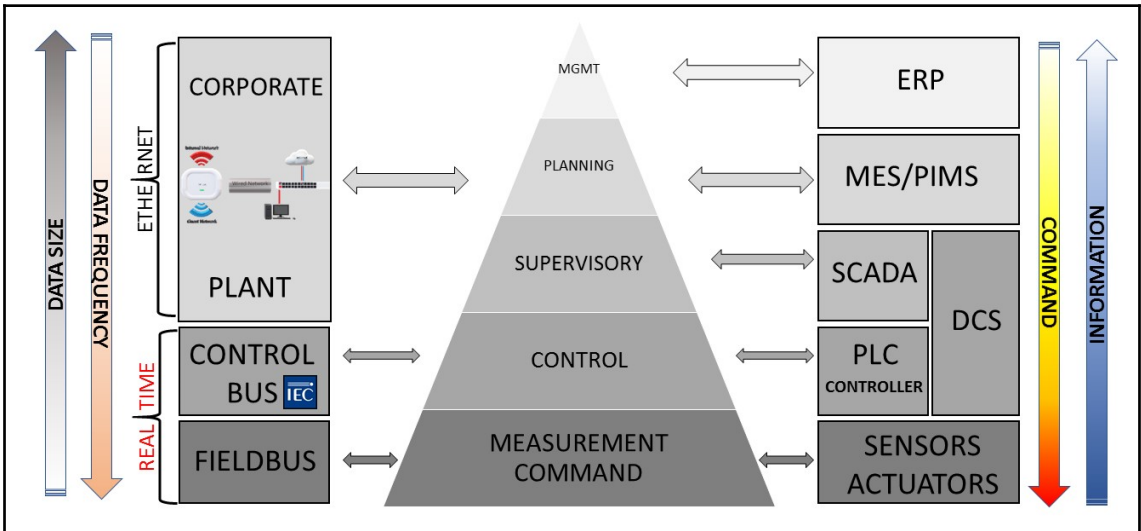 DATA SIZE
DATA FREQUENCY
ETHERNET
REAL TIME
CORPORATE
PLANT
CONTROL
BUS IEC
FIELDBUS
MGMT
PLANNING
SUPERVISORY
CONTROL
MEASUREMENT
COMMAND
ERP
MES/PIMS
SCADA
DCS
PLC
CONTROLLER
SENSORS
ACTUATORS
COMMAND
INFORMATION